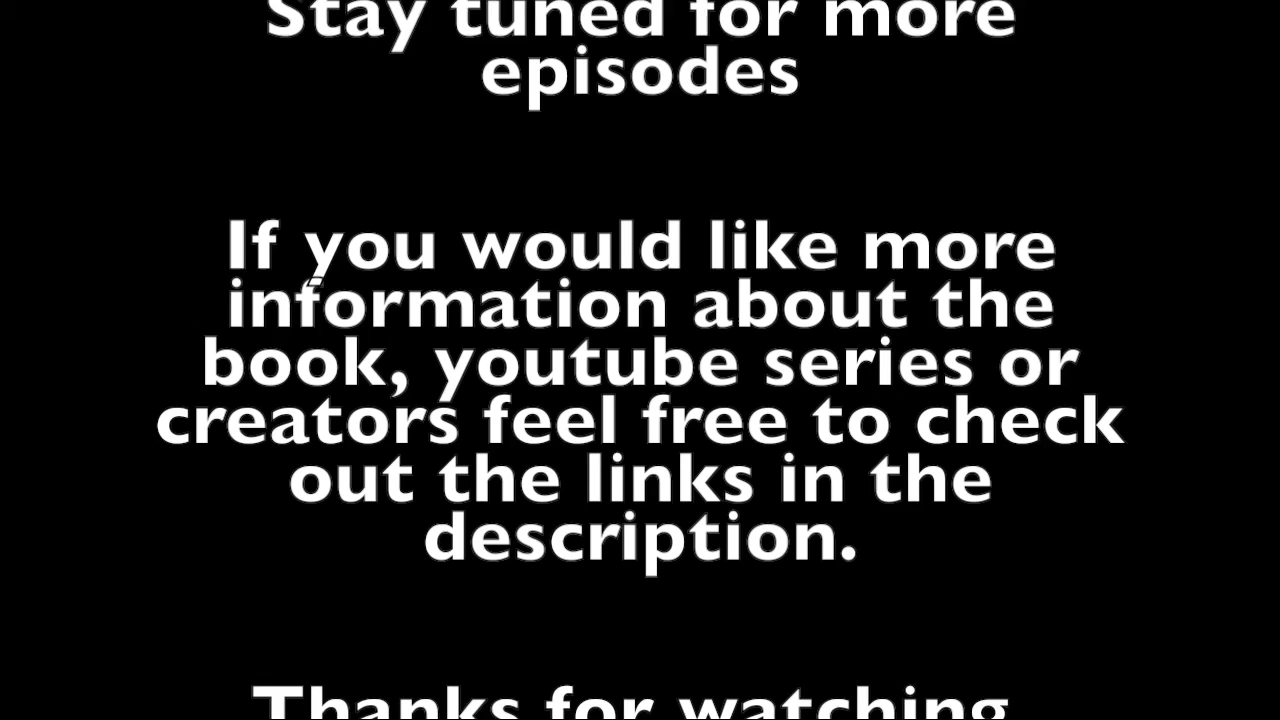 Stay tuned for more
episodes
If you would like more
information about the
book, youtube series or
creators feel free to check
out the links in the
description.
Thanks for watching